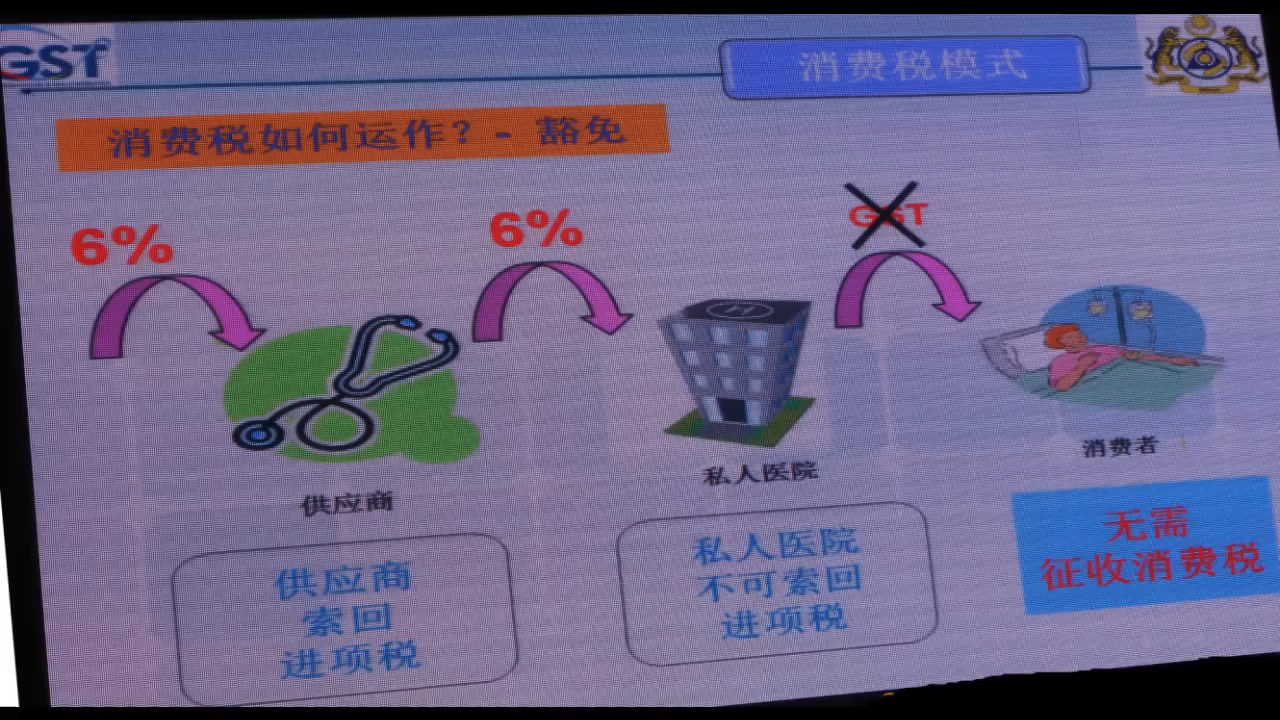 GST
消费税模式
消费税如何运作? - 豁免
6%
6%
GST
H
供应商
私人医院
消费者
供应商
索回
进项税
私人医院
不可索回
进项税
无需
征收消费税